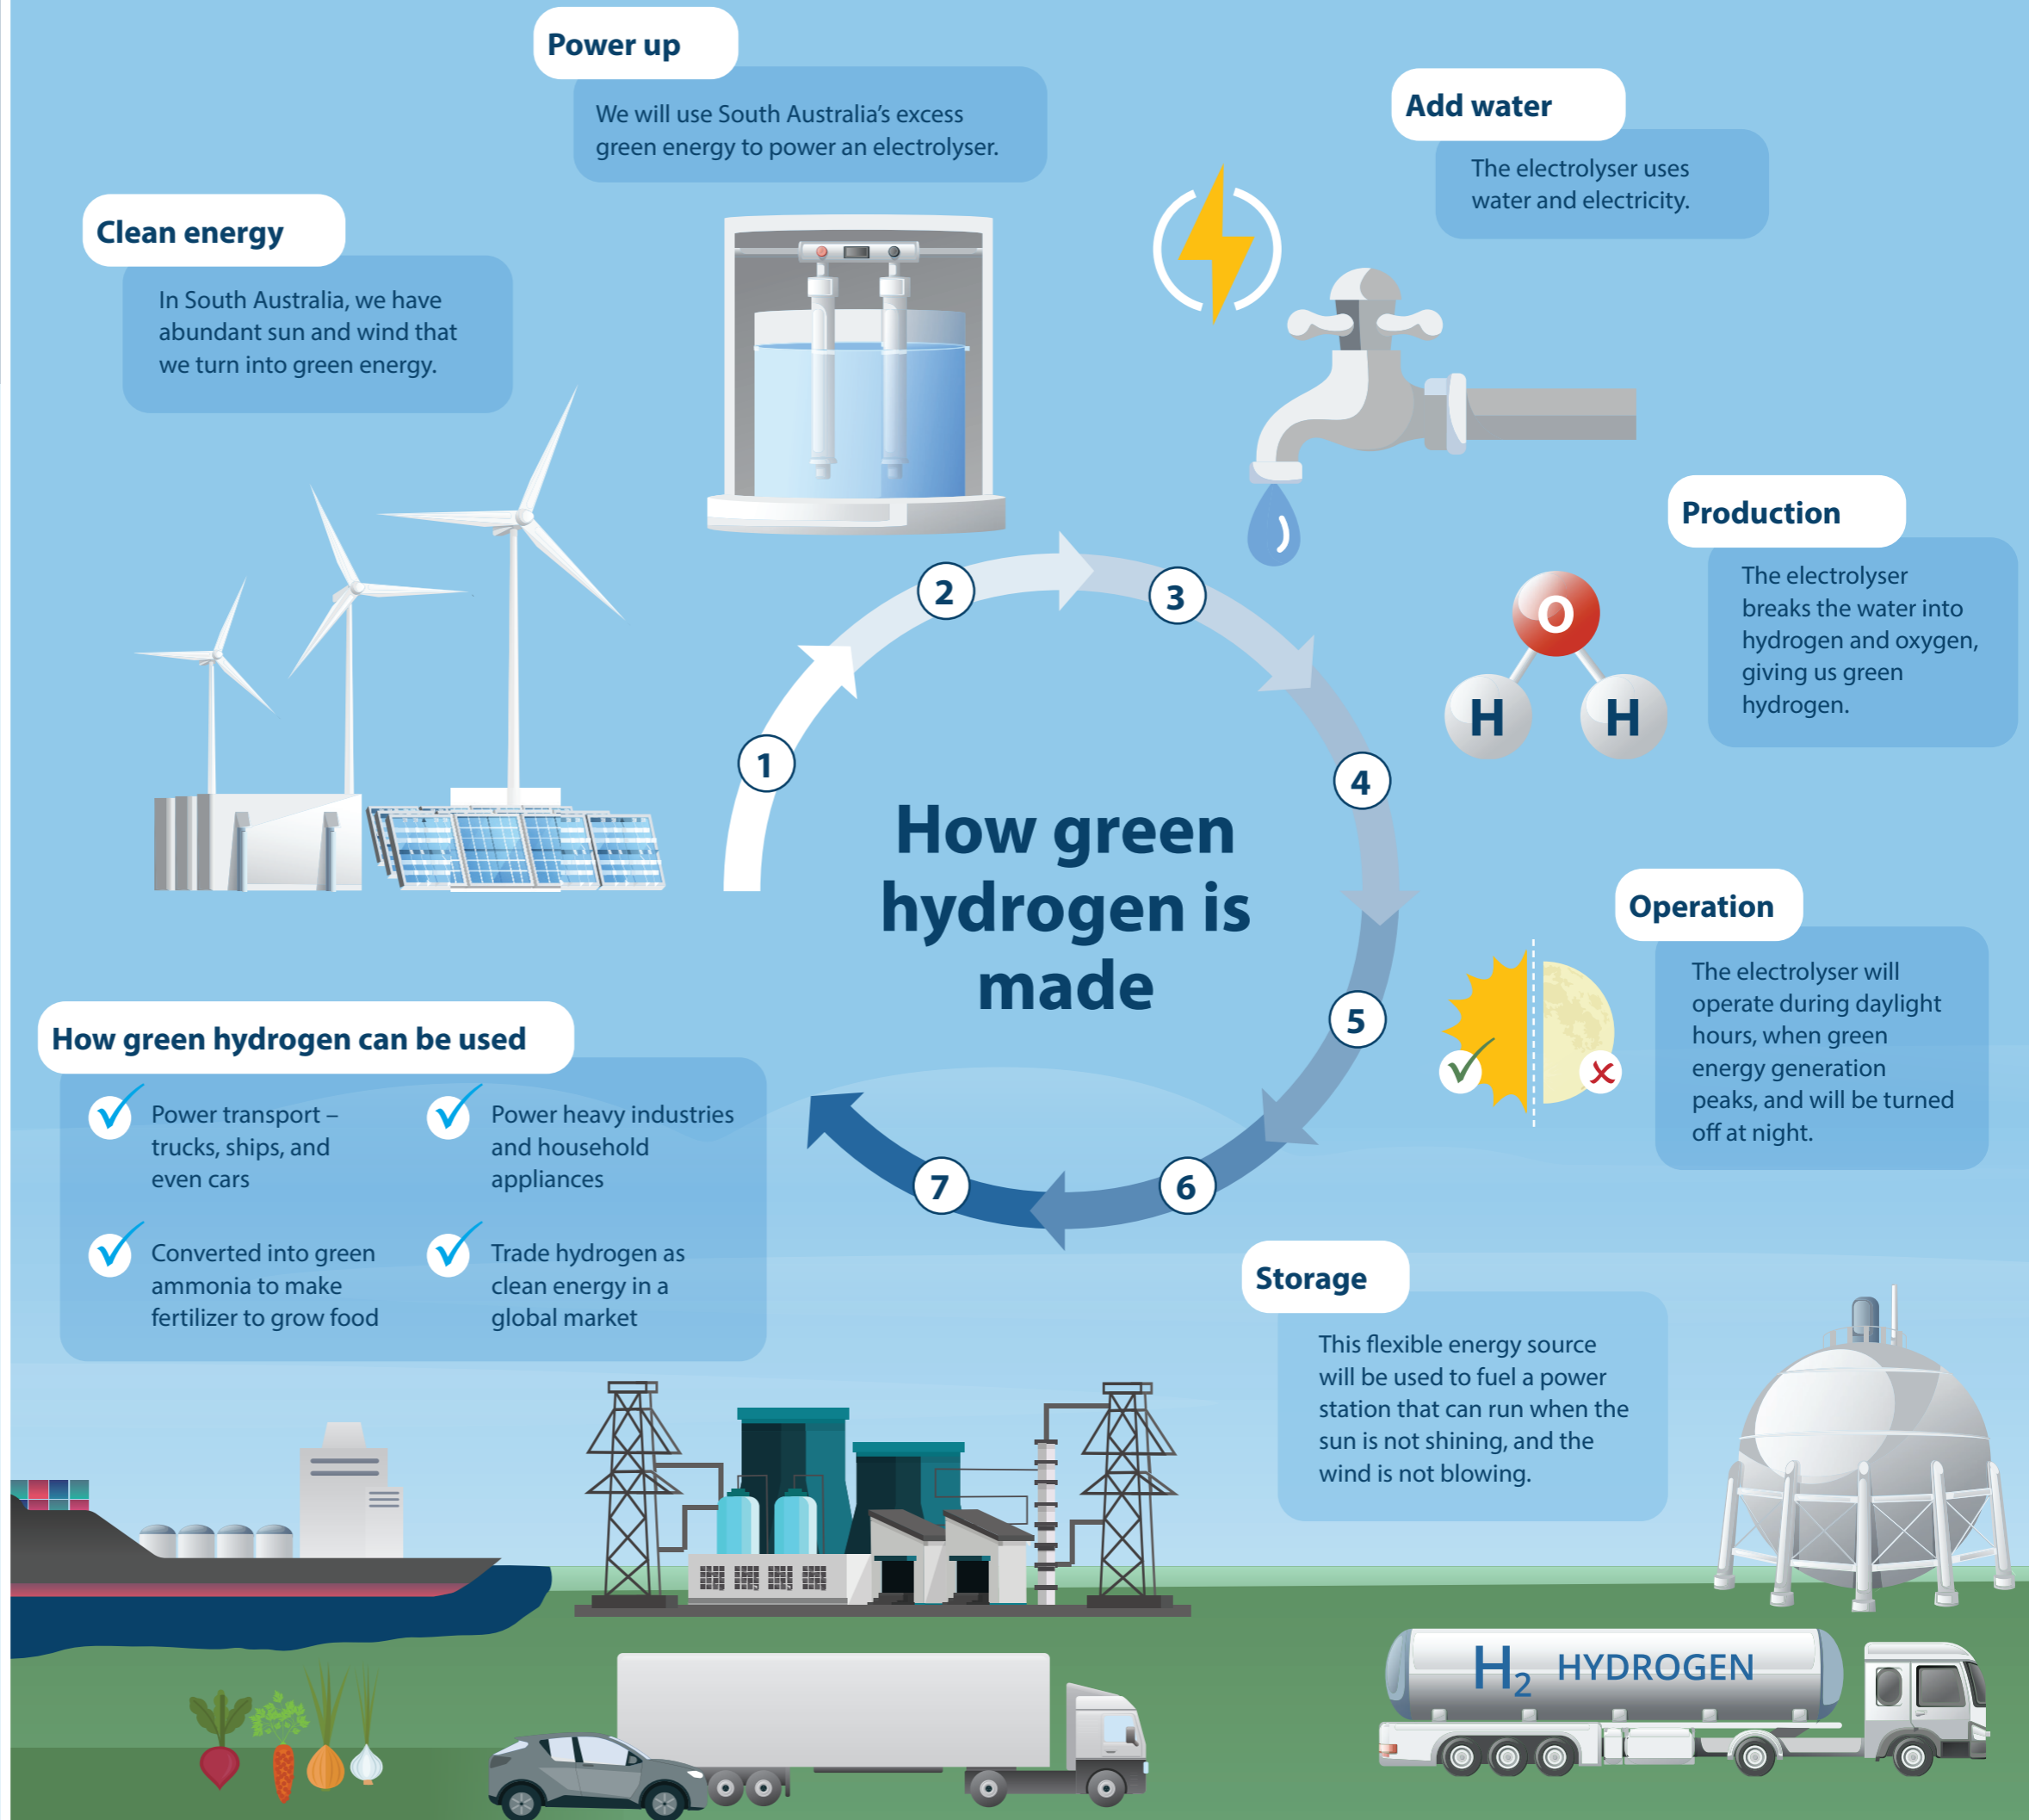 Power up
We will use South Australia's excess
green energy to power an electrolyser.
Add water
The electrolyser uses
water and electricity.
Clean energy
In South Australia, we have
abundant sun and wind that
we turn into green energy.
Production
The electrolyser
breaks the water into
hydrogen and oxygen,
giving us green
hydrogen.
O
H H
1
2
3
4
5
6
7
How green
hydrogen is
made
Operation
The electrolyser will
operate during daylight
hours, when green
energy generation
peaks, and will be turned
off at night.
How green hydrogen can be used
Power transport –
trucks, ships, and
even cars
Power heavy industries
and household
appliances
Converted into green
ammonia to make
fertilizer to grow food
Trade hydrogen as
clean energy in a
global market
Storage
This flexible energy source
will be used to fuel a power
station that can run when the
sun is not shining, and the
wind is not blowing.
H₂ HYDROGEN